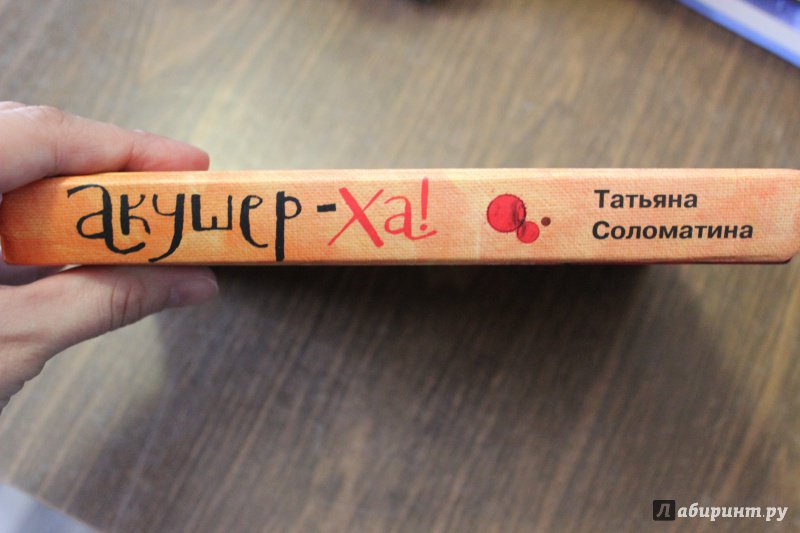 акушер-Ха!
Татьяна
Соломатина
Лабиринт.ру